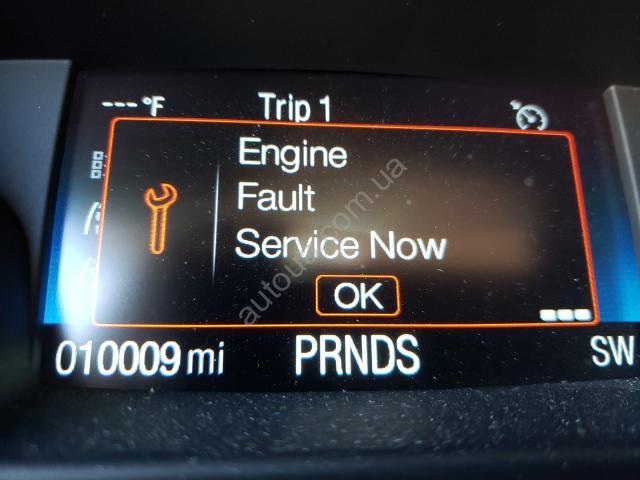 ---°F Trip 1
Engine
Fault
Service Now
OK
010009 mi PRNDS SW
autoua.com.ua